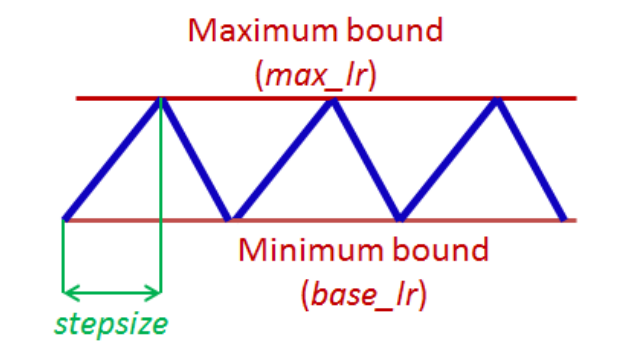 Maximum bound
(max_lr)
Minimum bound
(base_lr)
stepsize